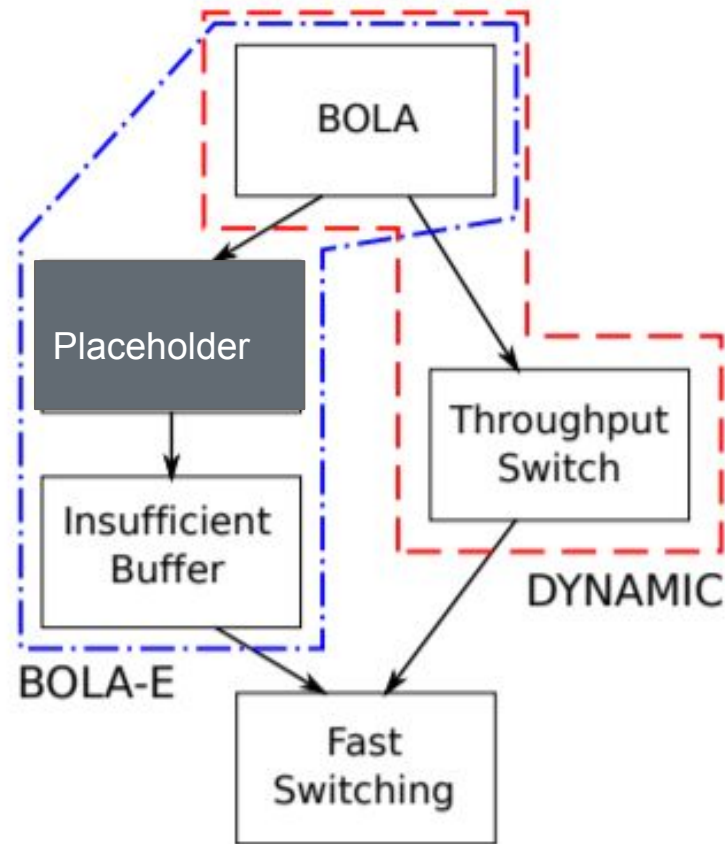 BOLA
Placeholder
Throughput
Switch
Insufficient
Buffer
DYNAMIC
BOLA-E
Fast
Switching